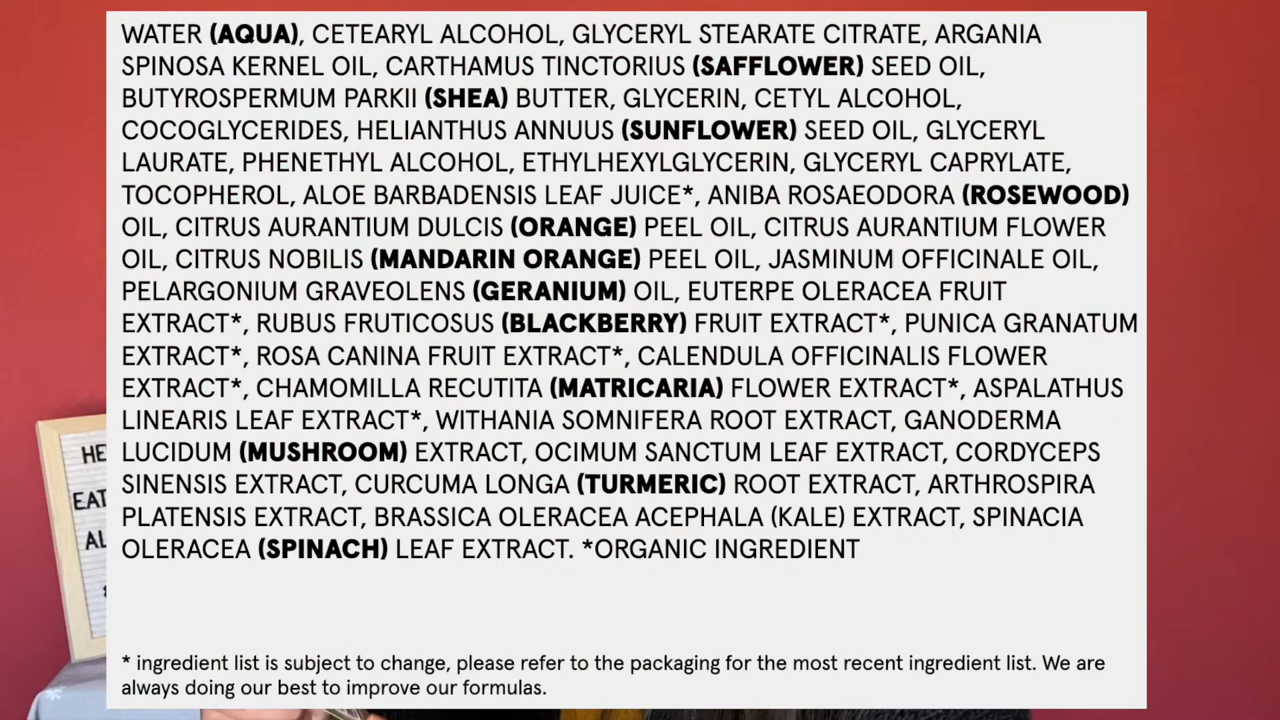 WATER (AQUA), CETEARYL ALCOHOL, GLYCERYL STEARATE CITRATE, ARGANIA
SPINOSA KERNEL OIL, CARTHAMUS TINCTORIUS (SAFFLOWER) SEED OIL,
BUTYROSPERMUM PARKII (SHEA) BUTTER, GLYCERIN, CETYL ALCOHOL,
COCOGLYCERIDES, HELIANTHUS ANNUUS (SUNFLOWER) SEED OIL, GLYCERYL
LAURATE, PHENETHYL ALCOHOL, ETHYLHEXYLGLYCERIN, GLYCERYL CAPRYLATE,
TOCOPHEROL, ALOE BARBADENSIS LEAF JUICE*, ANIBA ROSAEODORA (ROSEWOOD)
OIL, CITRUS AURANTIUM DULCIS (ORANGE) PEEL OIL, CITRUS AURANTIUM FLOWER
OIL, CITRUS NOBILIS (MANDARIN ORANGE) PEEL OIL, JASMINUM OFFICINALE OIL,
PELARGONIUM GRAVEOLENS (GERANIUM) OIL, EUTERPE OLERACEA FRUIT
EXTRACT*, RUBUS FRUTICOSUS (BLACKBERRY) FRUIT EXTRACT*, PUNICA GRANATUM
EXTRACT*, ROSA CANINA FRUIT EXTRACT*, CALENDULA OFFICINALIS FLOWER
EXTRACT*, CHAMOMILLA RECUTITA (MATRICARIA) FLOWER EXTRACT*, ASPALATHUS
LINEARIS LEAF EXTRACT*, WITHANIA SOMNIFERA ROOT EXTRACT, GANODERMA
LUCIDUM (MUSHROOM) EXTRACT, OCIMUM SANCTUM LEAF EXTRACT, CORDYCEPS
SINENSIS EXTRACT, CURCUMA LONGA (TURMERIC) ROOT EXTRACT, ARTHROSPIRA
PLATENSIS EXTRACT, BRASSICA OLERACEA ACEPHALA (KALE) EXTRACT, SPINACIA
OLERACEA (SPINACH) LEAF EXTRACT. *ORGANIC INGREDIENT
* ingredient list is subject to change, please refer to the packaging for the most recent ingredient list. We are
always doing our best to improve our formulas.
HE
EAT
AL